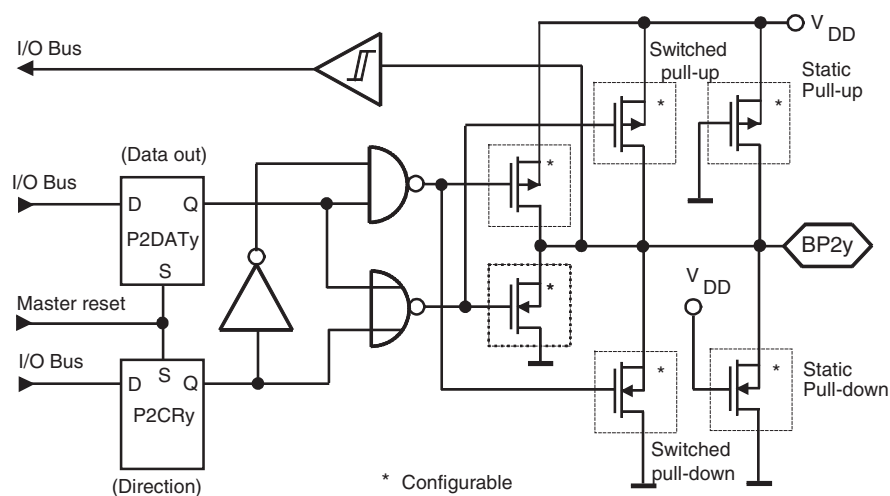 I/O Bus
V DD
Switched
pull-up
Static
Pull-up
*
*
(Data out)
*
I/O Bus
D
Q
P2DATy
S
BP2y
V DD
*
Master reset
I/O Bus
S
D
Q
P2CRy
*
*
Static
Pull-down
Switched
pull-down
(Direction)
* Configurable